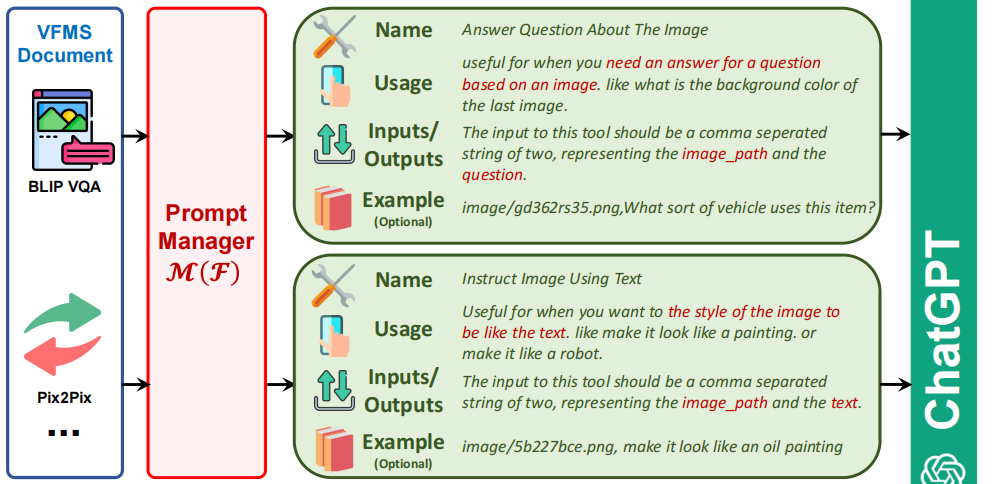 VFMS
Document
BLIP VQA
Pix2Pix
...
Prompt
Manager
𝓜(𝓕)
Name
Answer Question About The Image
Usage
useful for when you need an answer for a question
based on an image. like what is the background color of
the last image.
Inputs/
Outputs
The input to this tool should be a comma seperated
string of two, representing the image_path and the
question.
Example
(Optional)
image/gd362rs35.png,What sort of vehicle uses this item?
Name
Instruct Image Using Text
Usage
Useful for when you want to the style of the image to
be like the text. like make it look like a painting. or
make it like a robot.
Inputs/
Outputs
The input to this tool should be a comma separated
string of two, representing the image_path and the text.
Example
(Optional)
image/5b227bce.png, make it look like an oil painting
ChatGPT